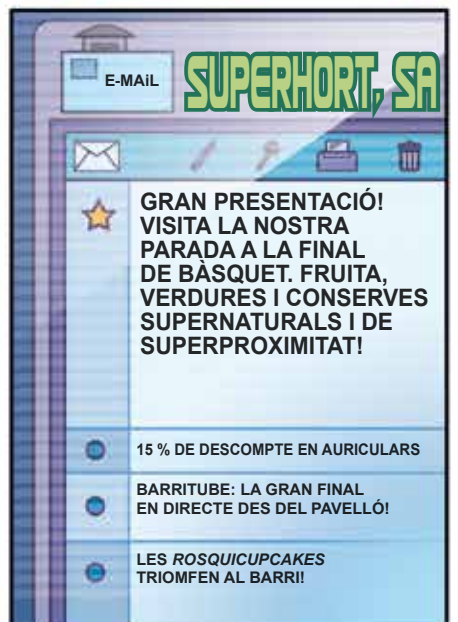 E-MAiL
SUPERHORT, SA
GRAN PRESENTACIÓ!
VISITA LA NOSTRA
PARADA A LA FINAL
DE BÀSQUET. FRUITA,
VERDURES I CONSERVES
SUPERNATURALS I DE
SUPERPROXIMITAT!
15 % DE DESCOMPTE EN AURICULARS
BARRITUBE: LA GRAN FINAL
EN DIRECTE DES DEL PAVELLÓ!
LES ROSQUICUPCAKES
TRIOMFEN AL BARRI!